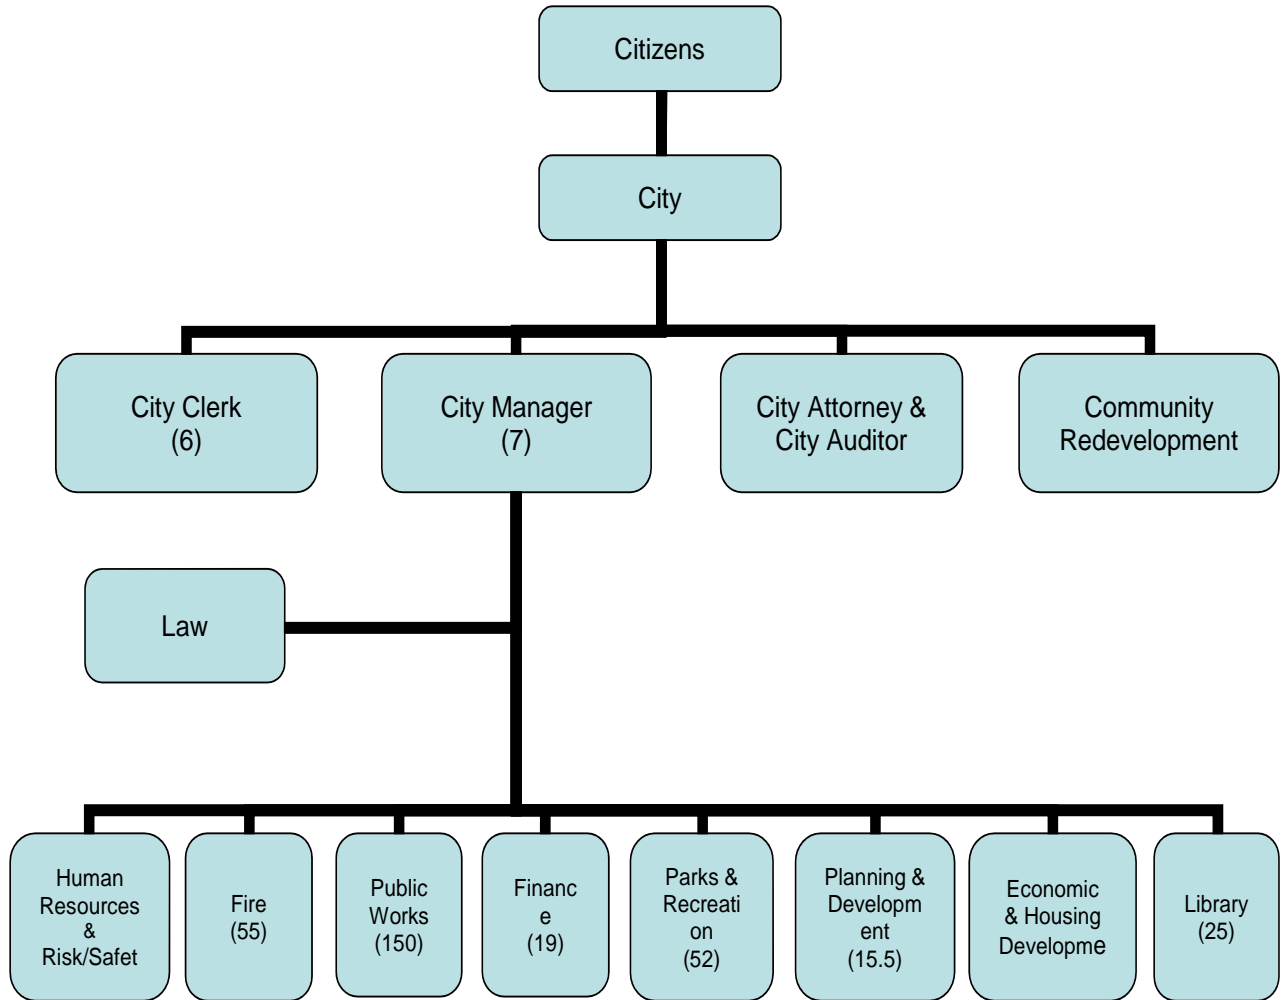 Citizens
City
City Clerk
(6)
City Manager
(7)
City Attorney &
City Auditor
Community
Redevelopment
Law
Human
Resources
&
Risk/Safet
Fire
(55)
Public
Works
(150)
Financ
e
(19)
Parks &
Recreati
on
(52)
Planning &
Developm
ent
(15.5)
Economic
& Housing
Developme
Library
(25)